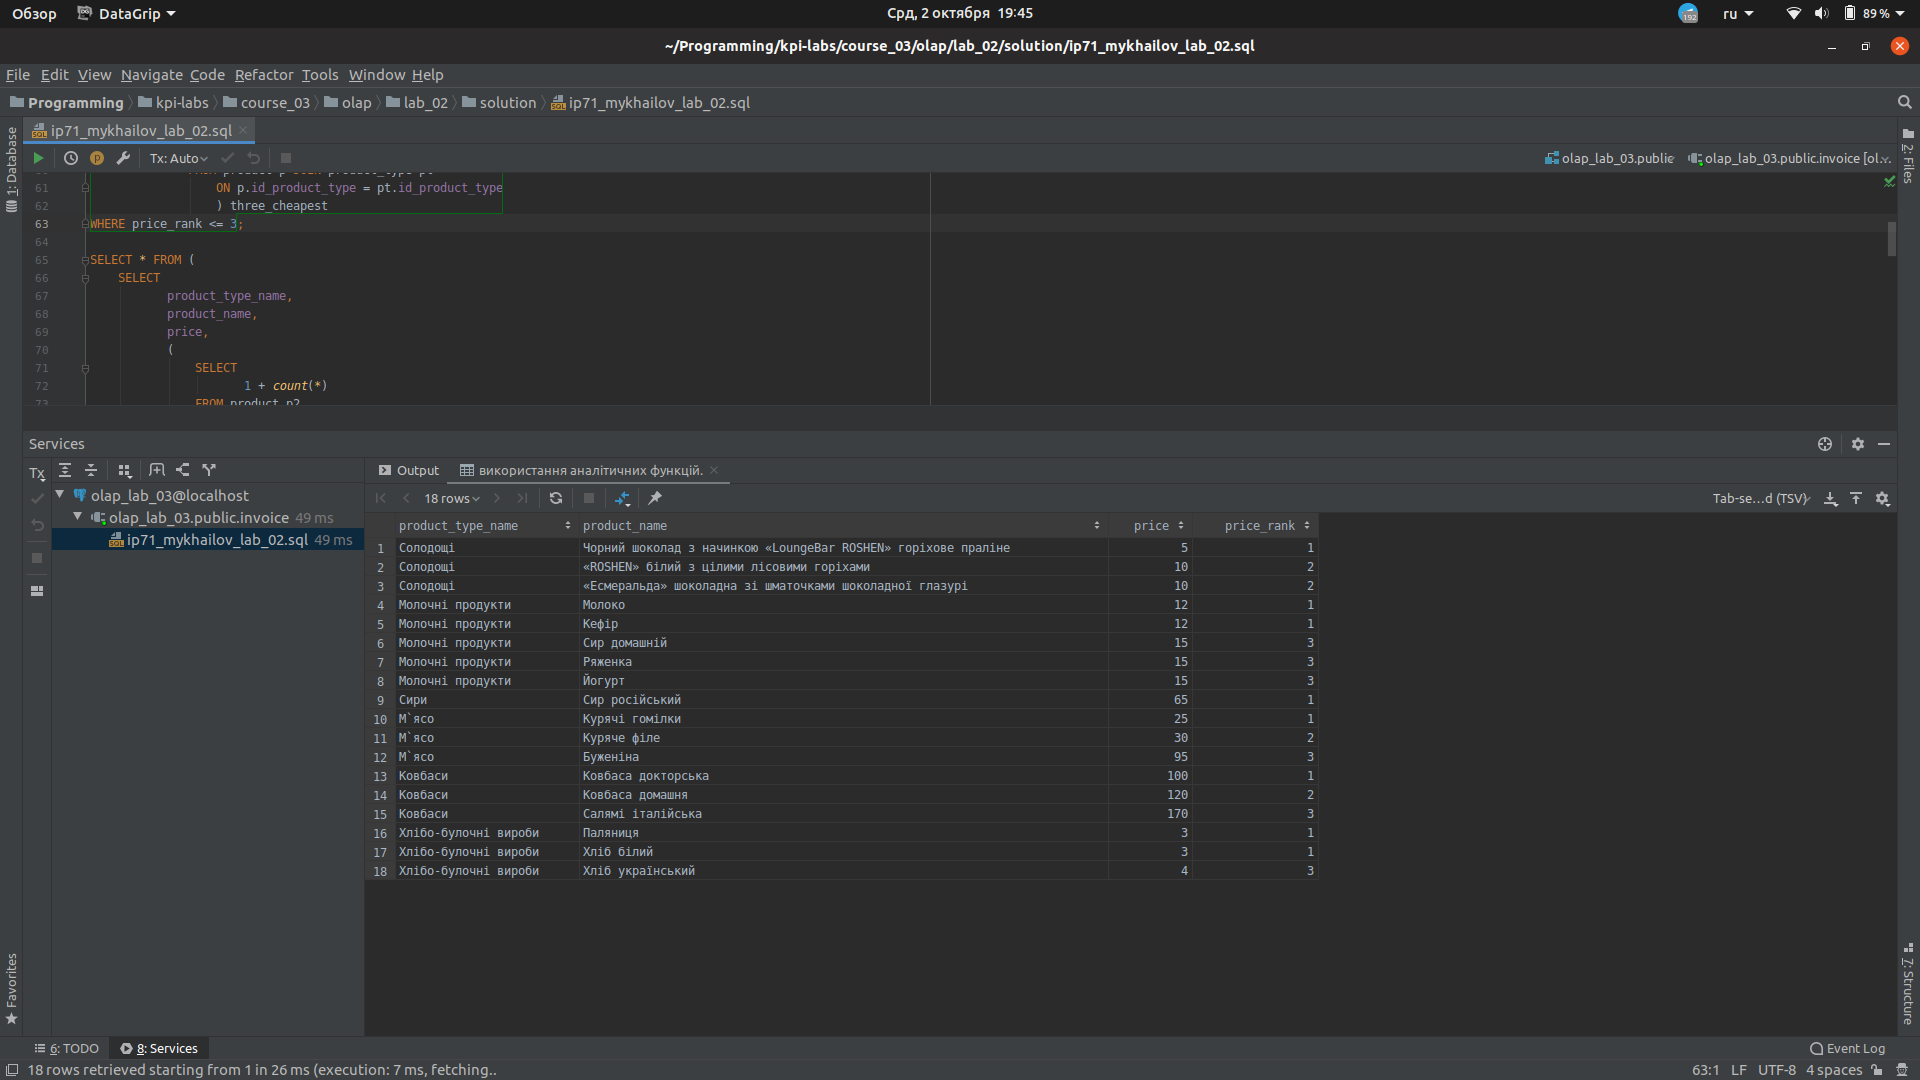 Обзор DataGrip Срд, 2 октября 19:45 192 ru 89 %
~/Programming/kpi-labs/course_03/olap/lab_02/solution/ip71_mykhailov_lab_02.sql
File Edit View Navigate Code Refactor Tools Window Help
Programming kpi-labs course_03 olap lab_02 solution ip71_mykhailov_lab_02.sql
ip71_mykhailov_lab_02.sql
Tx: Auto olap_lab_03.public olap_lab_03.public.invoice [ol...
61 ON p.id_product_type = pt.id_product_type
62 ) three_cheapest
63 WHERE price_rank <= 3;
64
65 SELECT * FROM (
66 SELECT
67 product_type_name,
68 product_name,
69 price,
70 (
71 SELECT
72 1 + count(*)
73 FROM product p2
1: Database
2: Files
Services
Tx
Output використання аналітичних функцій.
18 rows Tab-se...d (TSV)
olap_lab_03@localhost
olap_lab_03.public.invoice 49 ms
ip71_mykhailov_lab_02.sql 49 ms
product_type_name product_name price price_rank
1 Солодощі Чорний шоколад з начинкою «LoungeBar ROSHEN» горіхове праліне 5 1
2 Солодощі «ROSHEN» білий з цілими лісовими горіхами 10 2
3 Солодощі «Есмеральда» шоколадна зі шматочками шоколадної глазурі 10 2
4 Молочні продукти Молоко 12 1
5 Молочні продукти Кефір 12 1
6 Молочні продукти Сир домашній 15 3
7 Молочні продукти Ряженка 15 3
8 Молочні продукти Йогурт 15 3
9 Сири Сир російський 65 1
10 М`ясо Курячі гомілки 25 1
11 М`ясо Куряче філе 30 2
12 М`ясо Буженіна 95 3
13 Ковбаси Ковбаса докторська 100 1
14 Ковбаси Ковбаса домашня 120 2
15 Ковбаси Салямі італійська 170 3
16 Хлібо-булочні вироби Паляниця 3 1
17 Хлібо-булочні вироби Хліб білий 3 1
18 Хлібо-булочні вироби Хліб український 4 3
Favorites
7: Structure
6: TODO 8: Services Event Log
18 rows retrieved starting from 1 in 26 ms (execution: 7 ms, fetching.. 63:1 LF UTF-8 4 spaces